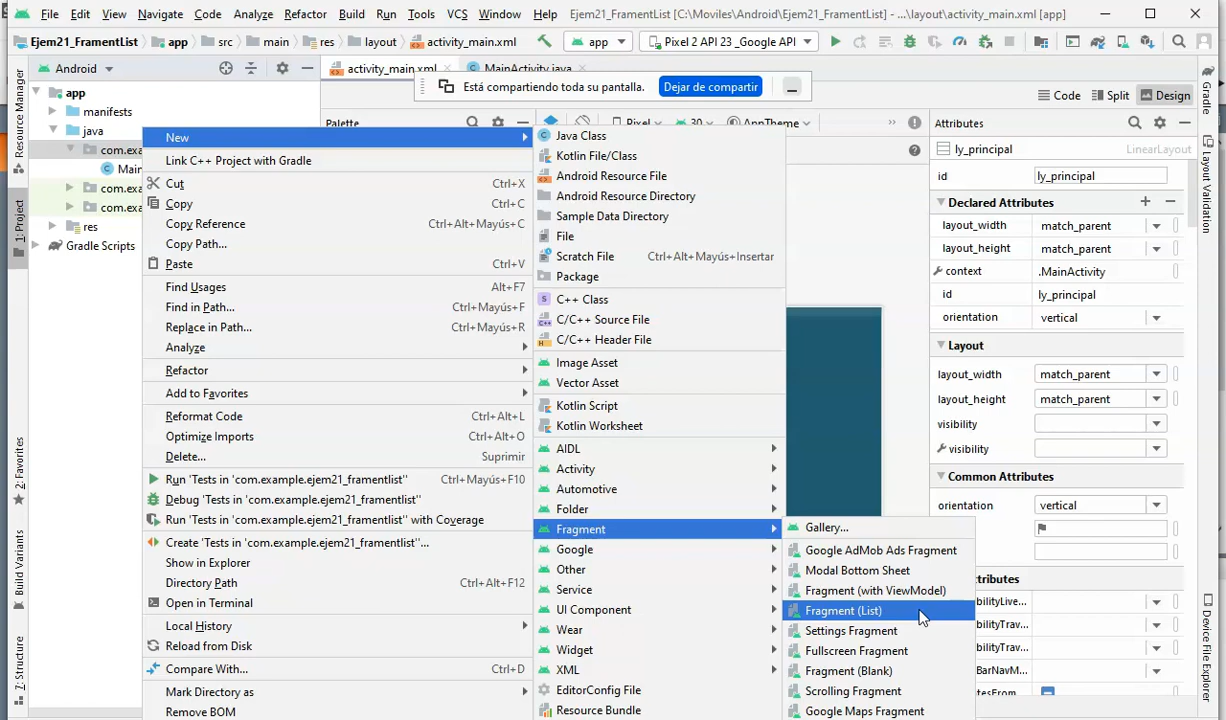 File Edit View Navigate Code Analyze Refactor Build Run Tools VCS Window Help Ejem21_FramentList [C:\Moviles\Android\Ejem21_FramentList] - ...\layout\activity_main.xml [app]
Ejem21_FramentList app src main res layout activity_main.xml app Pixel 2 API 23 _Google API
Android activity_main.xml MainActivity.java
Está compartiendo toda su pantalla. Dejar de compartir
Code Split Design
Resource Manager
1: Project
2: Favorites
Build Variants
7: Structure
app
manifests
java
com.exa
Main
com.exa
com.exa
res
Gradle Scripts
Palette
Pixel 30 AppTheme
New
Link C++ Project with Gradle
Cut Ctrl+X
Copy Ctrl+C
Copy Reference Ctrl+Alt+Mayús+C
Copy Path...
Paste Ctrl+V
Find Usages Alt+F7
Find in Path... Ctrl+Mayús+F
Replace in Path... Ctrl+Mayús+R
Analyze
Refactor
Add to Favorites
Reformat Code Ctrl+Alt+L
Optimize Imports Ctrl+Alt+O
Delete... Suprimir
Run 'Tests in 'com.example.ejem21_framentlist'' Ctrl+Mayús+F10
Debug 'Tests in 'com.example.ejem21_framentlist''
Run 'Tests in 'com.example.ejem21_framentlist'' with Coverage
Create 'Tests in 'com.example.ejem21_framentlist''...
Show in Explorer
Directory Path Ctrl+Alt+F12
Open in Terminal
Local History
Reload from Disk
Compare With... Ctrl+D
Mark Directory as
Remove BOM
Java Class
Kotlin File/Class
Android Resource File
Android Resource Directory
Sample Data Directory
File
Scratch File Ctrl+Alt+Mayús+Insertar
Package
C++ Class
C/C++ Source File
C/C++ Header File
Image Asset
Vector Asset
Kotlin Script
Kotlin Worksheet
AIDL
Activity
Automotive
Folder
Fragment
Google
Other
Service
UI Component
Wear
Widget
XML
EditorConfig File
Resource Bundle
Gallery...
Google AdMob Ads Fragment
Modal Bottom Sheet
Fragment (with ViewModel)
Fragment (List)
Settings Fragment
Fullscreen Fragment
Fragment (Blank)
Scrolling Fragment
Google Maps Fragment
Attributes
ly_principal LinearLayout
id ly_principal
Declared Attributes
layout_width match_parent
layout_height match_parent
context .MainActivity
id ly_principal
orientation vertical
Layout
layout_width match_parent
layout_height match_parent
visibility
visibility
Common Attributes
orientation vertical
ttributes
bilityLive...
bilityTrav...
bilityTrav...
BarNavM...
Gradle
Layout Validation
Device File Explorer